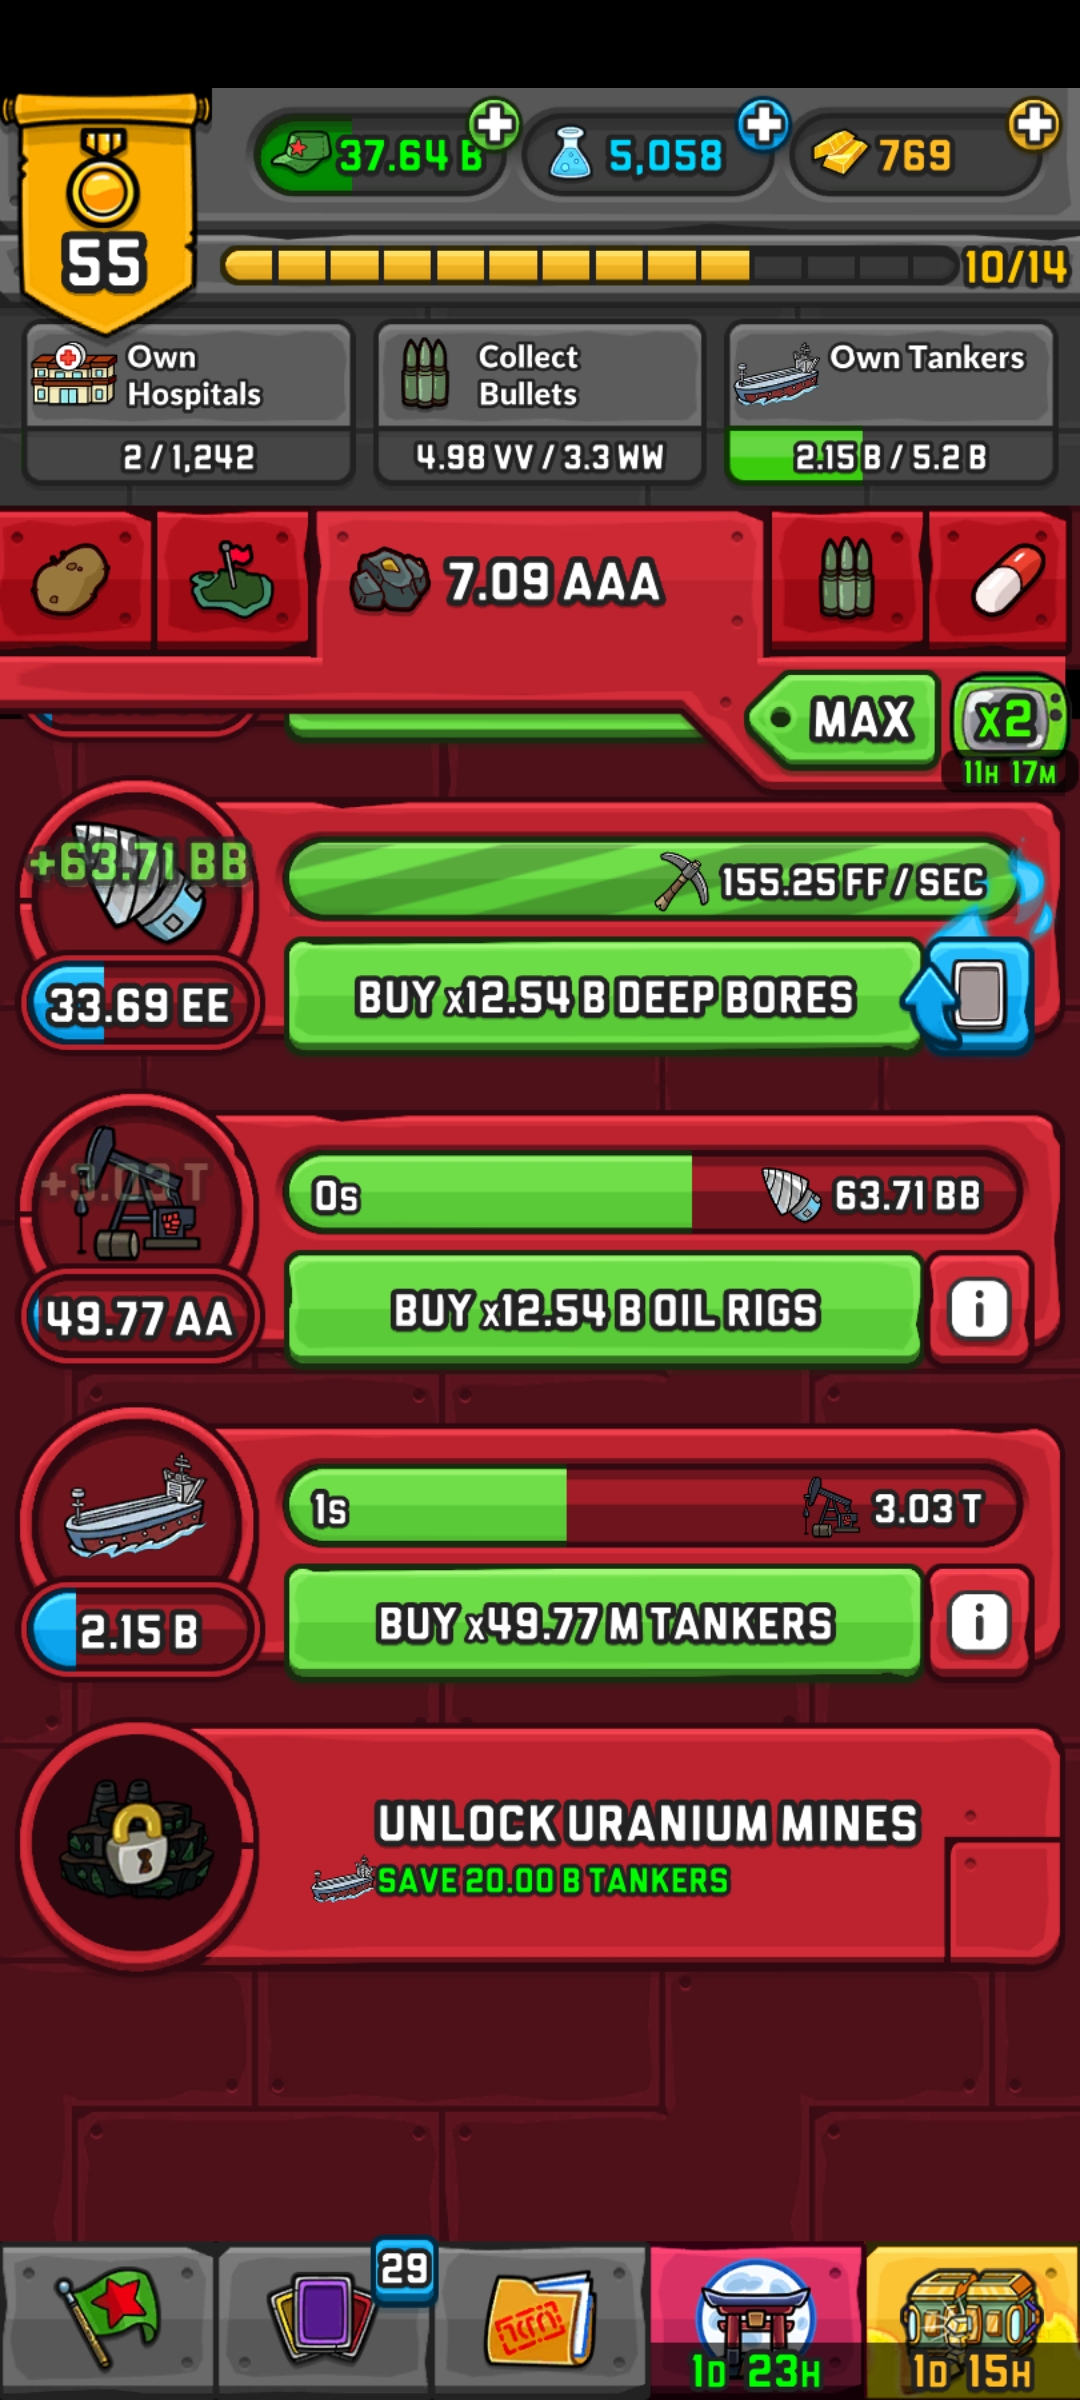 37.64 B
5,058
769
55
10/14
Own
Hospitals
2 / 1,242
Collect
Bullets
4.98 VV / 3.3 WW
Own Tankers
2.15 B / 5.2 B
7.09 AAA
MAX
x2
11H 17M
+63.71 BB
155.25 FF / SEC
33.69 EE
BUY x12.54 B DEEP BORES
+3.03 T
0s
63.71 BB
49.77 AA
BUY x12.54 B OIL RIGS
i
1s
3.03 T
2.15 B
BUY x49.77 M TANKERS
i
UNLOCK URANIUM MINES
SAVE 20.00 B TANKERS
29
1D 23H
1D 15H